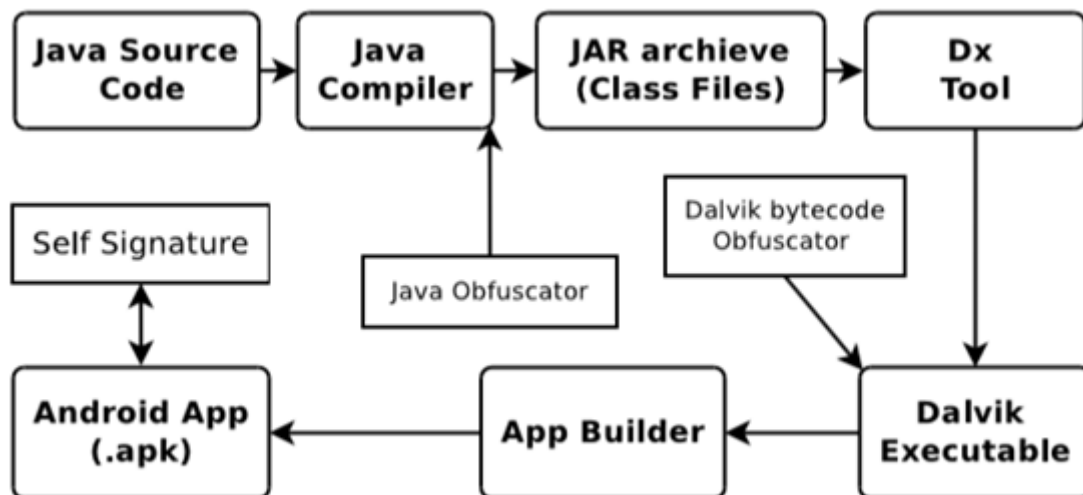 Java Source
Code
Java
Compiler
JAR archieve
(Class Files)
Dx
Tool
Self Signature
Java Obfuscator
Dalvik bytecode
Obfuscator
Android App
(.apk)
App Builder
Dalvik
Executable